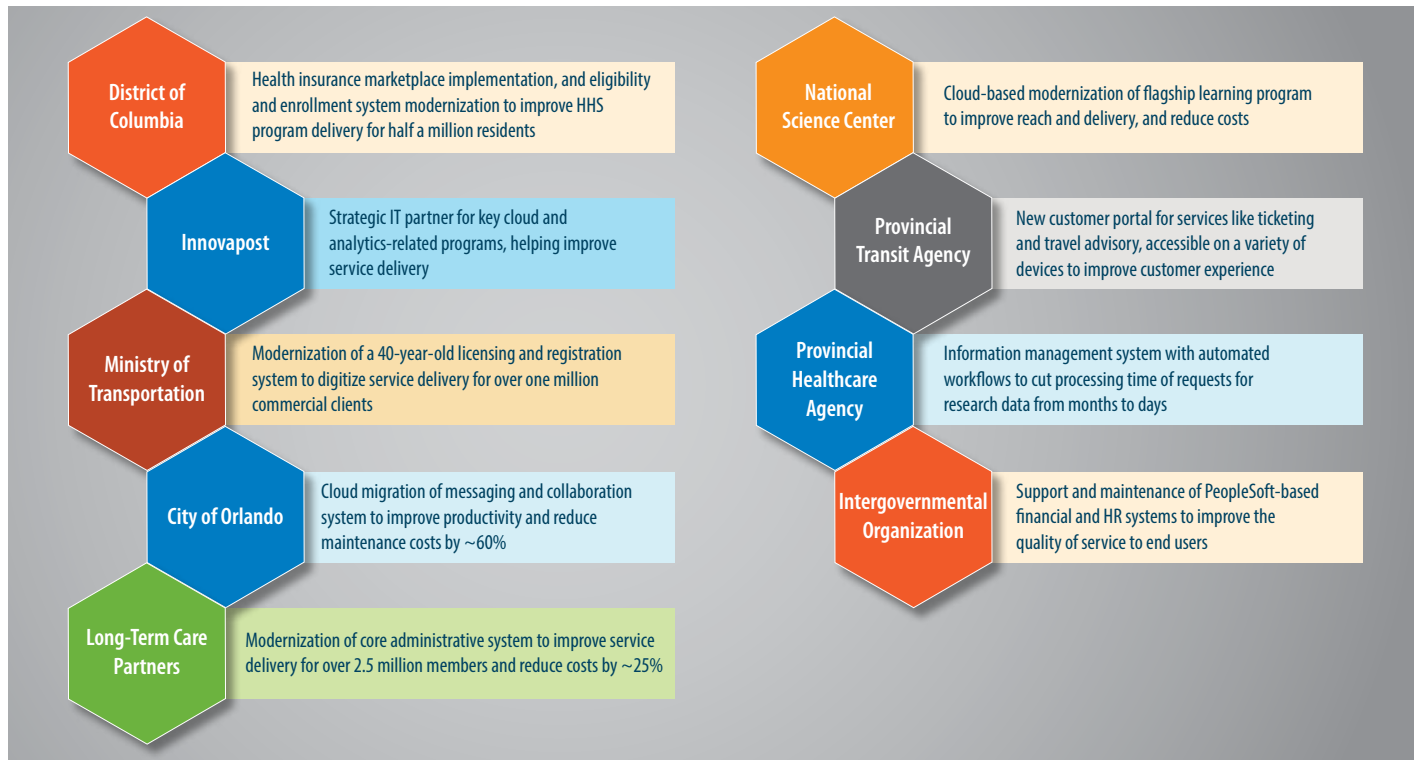 District of
Columbia
Health insurance marketplace implementation, and eligibility
and enrollment system modernization to improve HHS
program delivery for half a million residents
Innovapost
Strategic IT partner for key cloud and
analytics-related programs, helping improve
service delivery
Ministry of
Transportation
Modernization of a 40-year-old licensing and registration
system to digitize service delivery for over one million
commercial clients
City of Orlando
Cloud migration of messaging and collaboration
system to improve productivity and reduce
maintenance costs by ~60%
Long-Term Care
Partners
Modernization of core administrative system to improve service
delivery for over 2.5 million members and reduce costs by ~25%
National
Science Center
Cloud-based modernization of flagship learning program
to improve reach and delivery, and reduce costs
Provincial
Transit Agency
New customer portal for services like ticketing
and travel advisory, accessible on a variety of
devices to improve customer experience
Provincial
Healthcare
Agency
Information management system with automated
workflows to cut processing time of requests for
research data from months to days
Intergovernmental
Organization
Support and maintenance of PeopleSoft-based
financial and HR systems to improve the
quality of service to end users